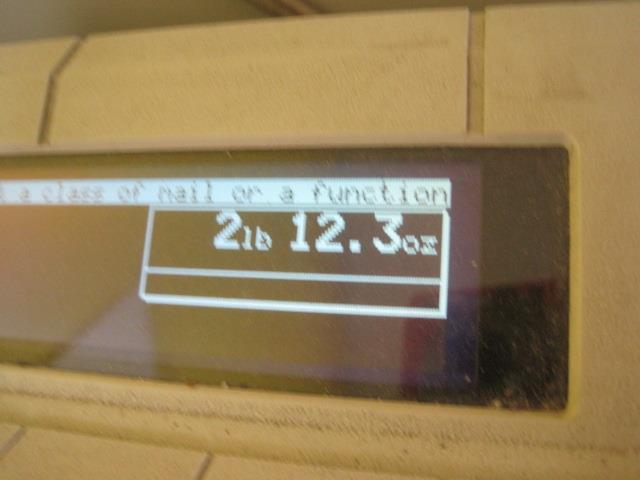 a class of mail or a function
2lb 12.3oz